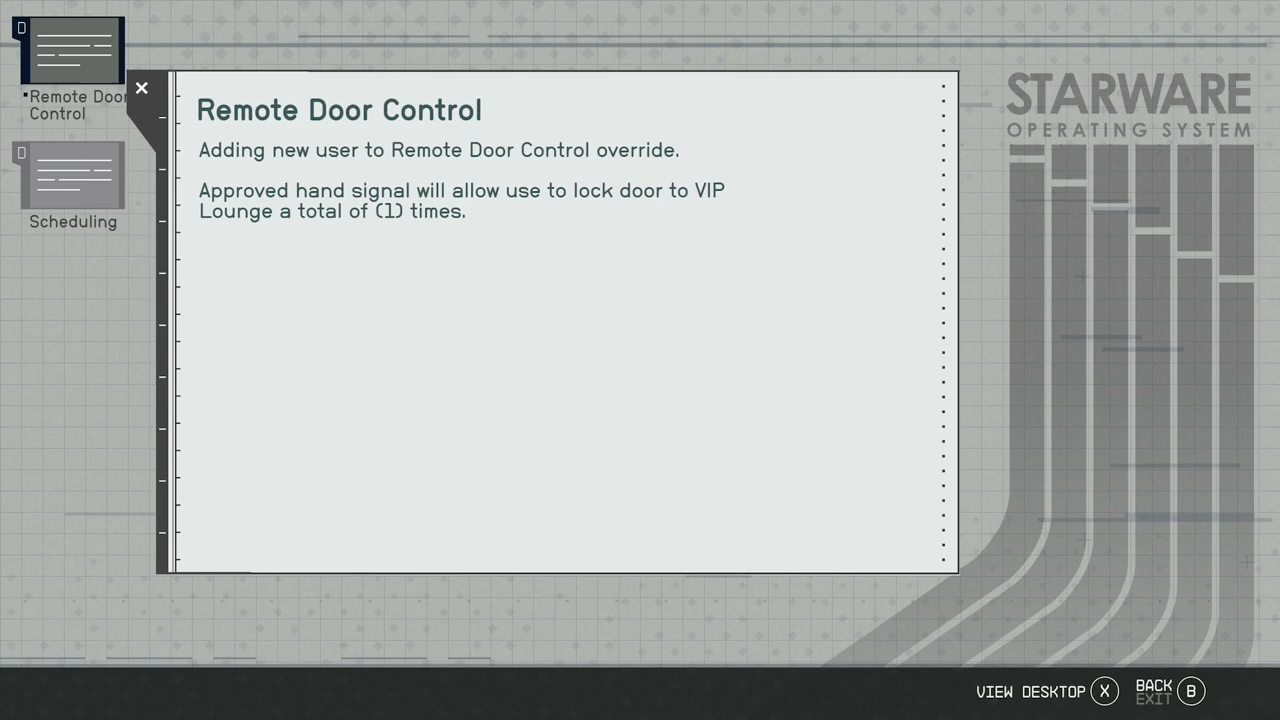 D
Remote Door
Control
D
Scheduling
×
Remote Door Control
Adding new user to Remote Door Control override.
Approved hand signal will allow use to lock door to VIP
Lounge a total of (1) times.
STARWARE
OPERATING SYSTEM
VIEW DESKTOP X
BACK B
EXIT